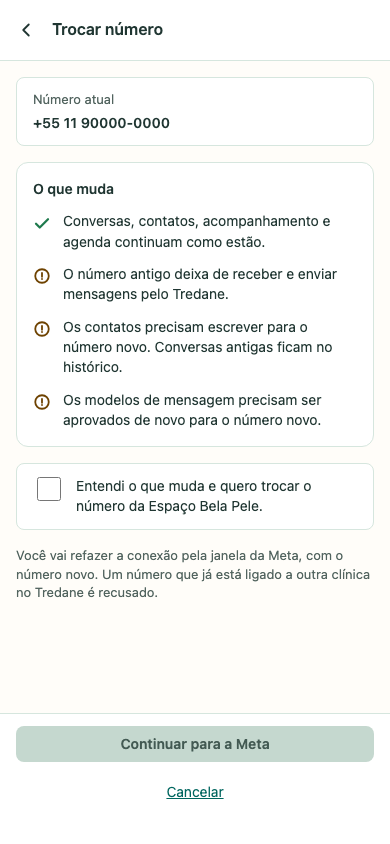 Trocar número
Número atual
+55 11 90000-0000
O que muda
Conversas, contatos, acompanhamento e
agenda continuam como estão.
O número antigo deixa de receber e enviar
mensagens pelo Tredane.
Os contatos precisam escrever para o
número novo. Conversas antigas ficam no
histórico.
Os modelos de mensagem precisam ser
aprovados de novo para o número novo.
Entendi o que muda e quero trocar o
número da Espaço Bela Pele.
Você vai refazer a conexão pela janela da Meta, com o
número novo. Um número que já está ligado a outra clínica
no Tredane é recusado.
Continuar para a Meta
Cancelar